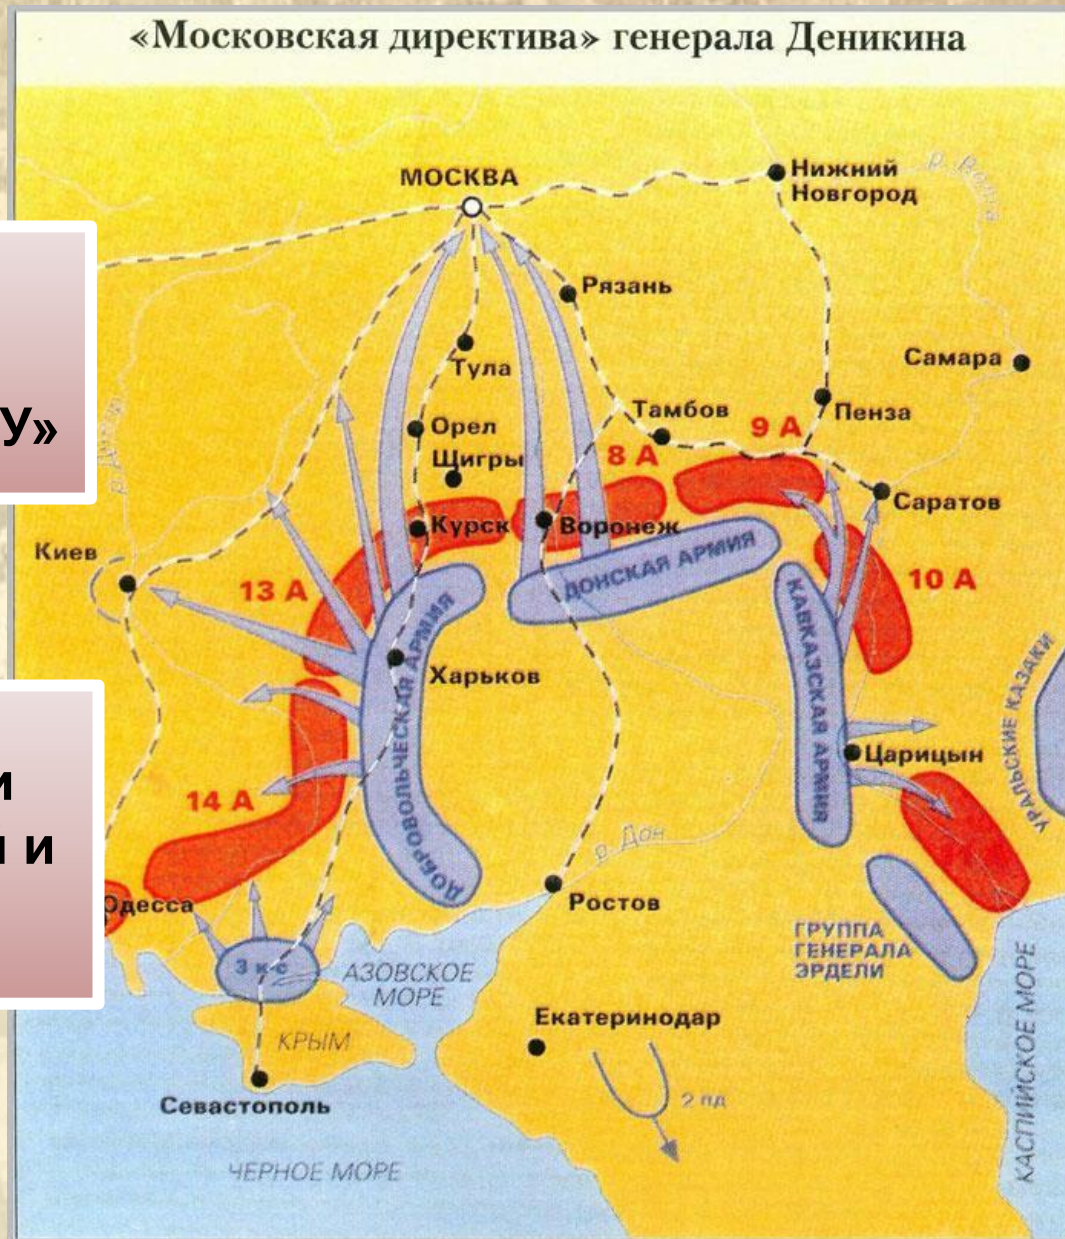 «Московская директива» генерала Деникина
р. Волга
Нижний
Новгород
МОСКВА
Рязань
Самара
Тула
Пенза
Тамбов
9 А
У»
Орел
8 А
Щигры
Саратов
Курск
Воронеж
Киев
ДОНСКАЯ АРМИЯ
13 А
10 А
КАВКАЗСКАЯ АРМИЯ
ДОБРОВОЛЬЧЕСКАЯ АРМИЯ
Харьков
УРАЛЬСКИЕ КАЗАКИ
Царицын
и
и и
14 А
р. Дон
Одесса
Ростов
ГРУППА
ГЕНЕРАЛА
ЭРДЕЛИ
3 к-с
АЗОВСКОЕ
МОРЕ
КАСПИЙСКОЕ МОРЕ
Екатеринодар
КРЫМ
2 пд
Севастополь
ЧЕРНОЕ МОРЕ